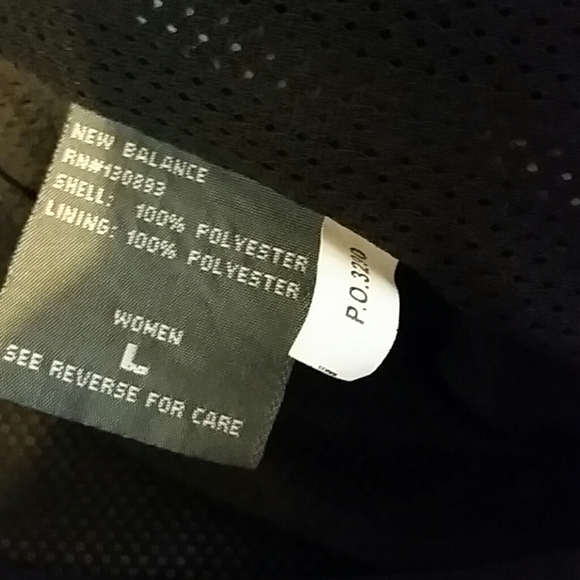 NEW BALANCE
RN#130893
SHELL: 100% POLYESTER
LINING: 100% POLYESTER
WOMEN
L
SEE REVERSE FOR CARE
P.O.3210